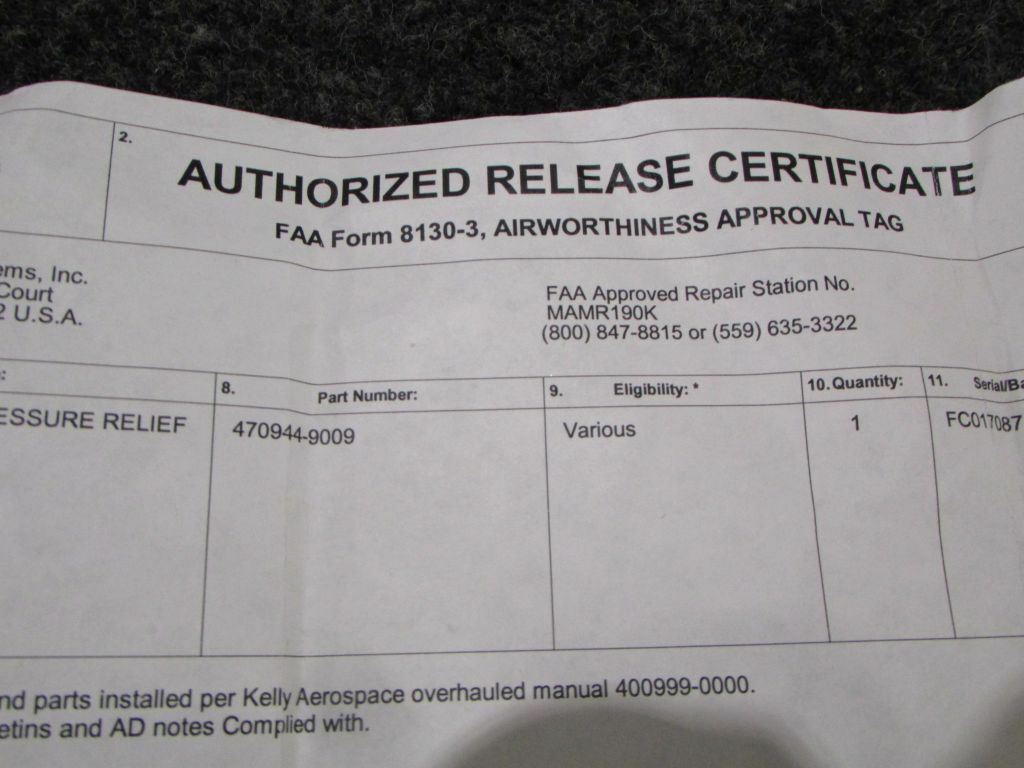 2.
AUTHORIZED RELEASE CERTIFICATE
FAA Form 8130-3, AIRWORTHINESS APPROVAL TAG
ems, Inc.
Court
2 U.S.A.
FAA Approved Repair Station No.
MAMR190K
(800) 847-8815 or (559) 635-3322
8. Part Number: 9. Eligibility: * 10. Quantity: 11. Serial/Ba
ESSURE RELIEF 470944-9009 Various 1 FC017087
nd parts installed per Kelly Aerospace overhauled manual 400999-0000.
etins and AD notes Complied with.